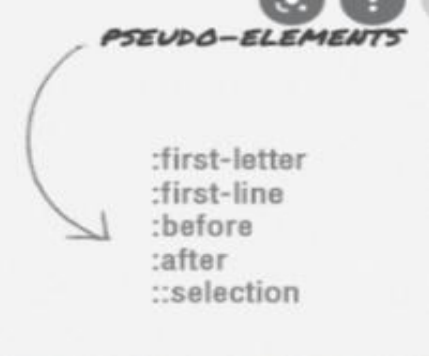 PSEUDO-ELEMENTS
:first-letter
:first-line
:before
:after
::selection